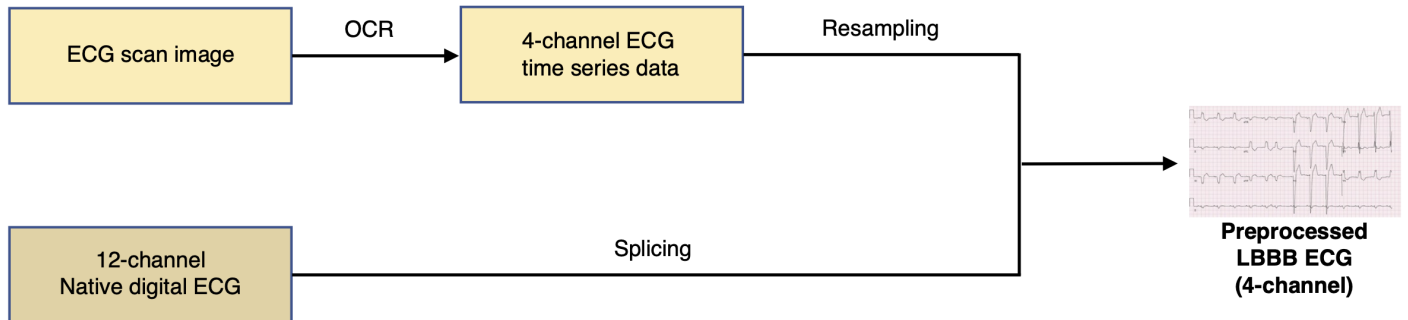 ECG scan image
OCR
4-channel ECG
time series data
Resampling
12-channel
Native digital ECG
Splicing
Preprocessed
LBBB ECG
(4-channel)